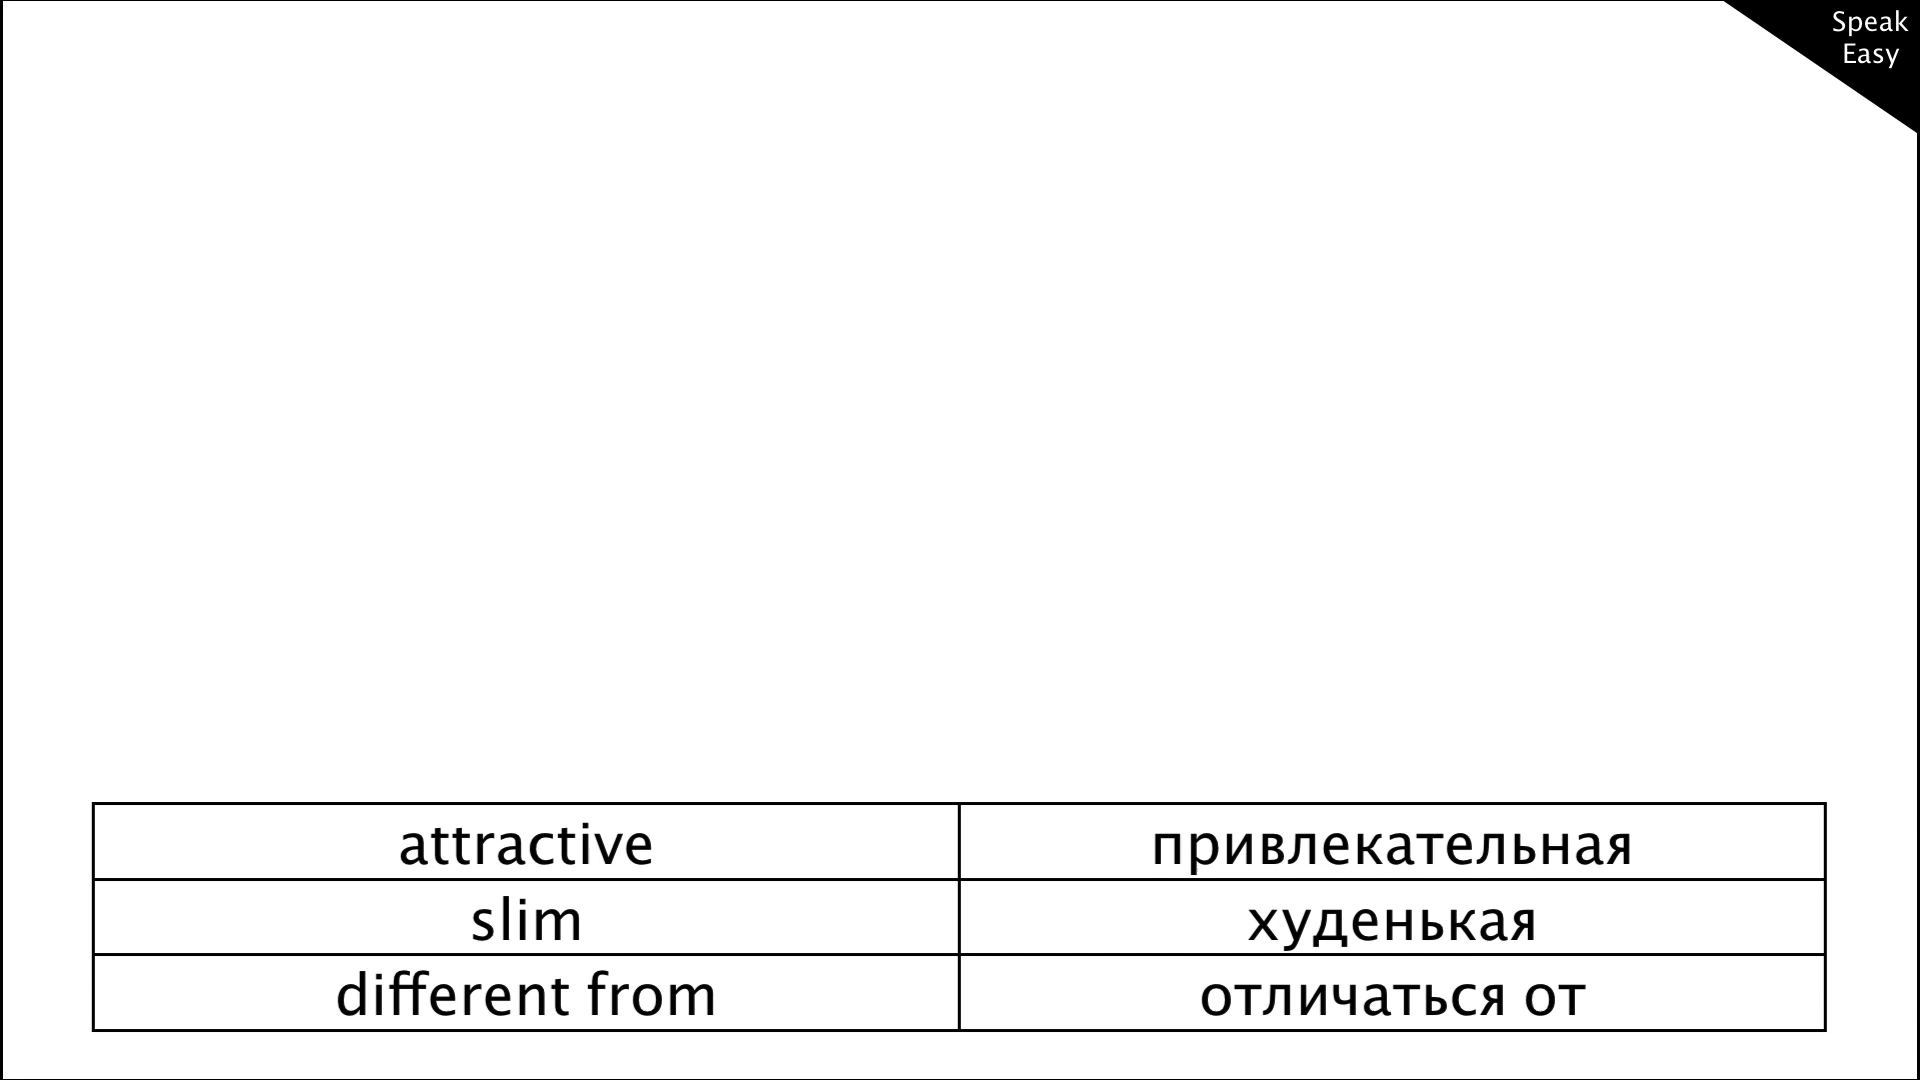 Speak
Easy
attractive привлекательная
slim худенькая
different from отличаться от